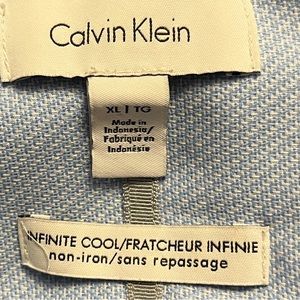 Calvin Klein
XL | TG
Made in
Indonesia/
Fabriqué en
Indonésie
INFINITE COOL/FRATCHEUR INFINIE
non-iron/sans repassage